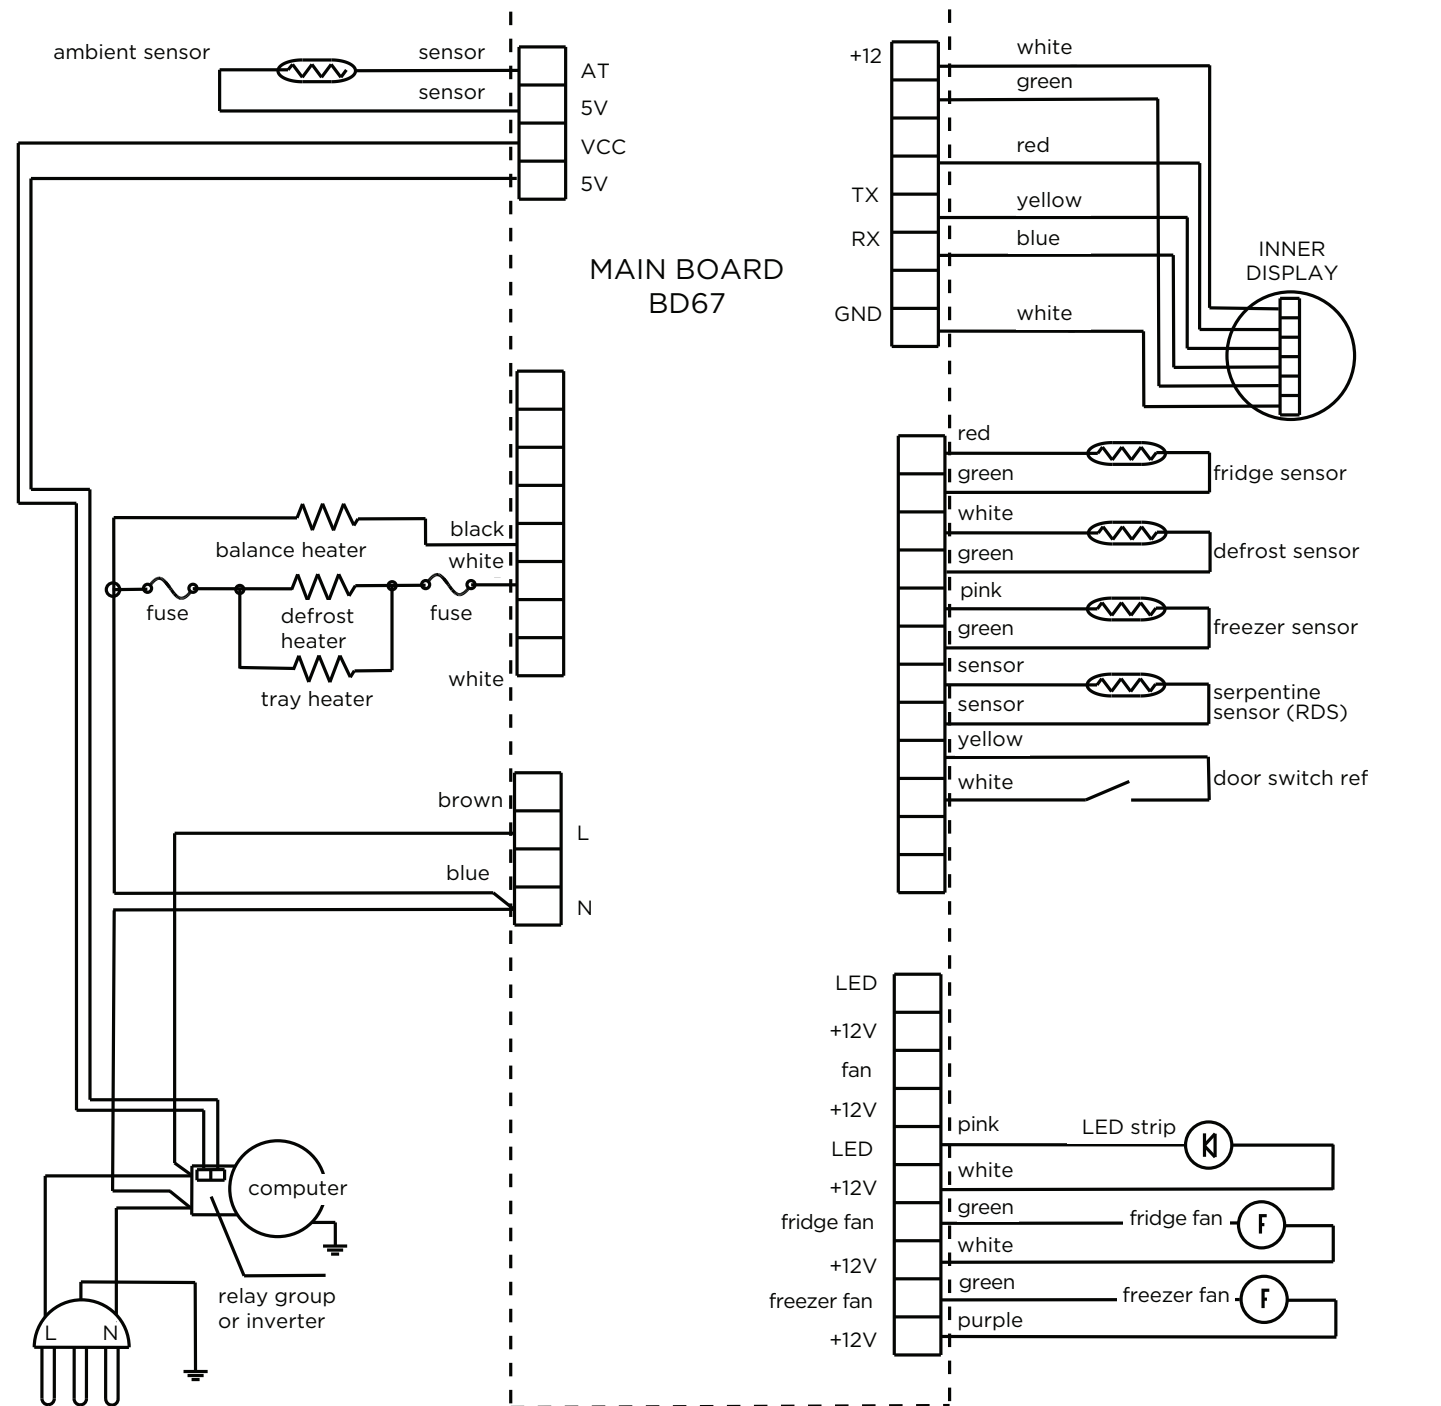 ambient sensor
sensor
sensor
AT
5V
VCC
5V
MAIN BOARD
BD67
balance heater
black
white
fuse
defrost
heater
fuse
tray heater
white
brown
L
blue
N
computer
relay group
or inverter
L
N
+12
white
green
red
TX
yellow
RX
blue
GND
white
INNER
DISPLAY
red
green
fridge sensor
white
green
defrost sensor
pink
green
freezer sensor
sensor
sensor
serpentine
sensor (RDS)
yellow
white
door switch ref
LED
+12V
fan
+12V
LED
pink
LED strip
+12V
white
fridge fan
green
fridge fan
F
+12V
white
freezer fan
green
freezer fan
F
+12V
purple